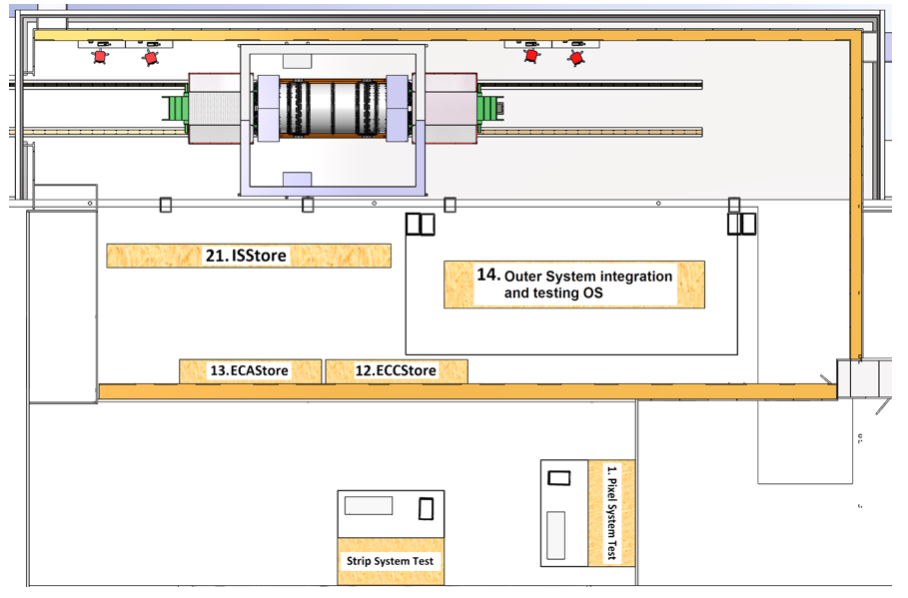 21. ISStore
14. Outer System integration
and testing OS
13.ECAStore
12.ECCStore
1. Pixel System Test
Strip System Test